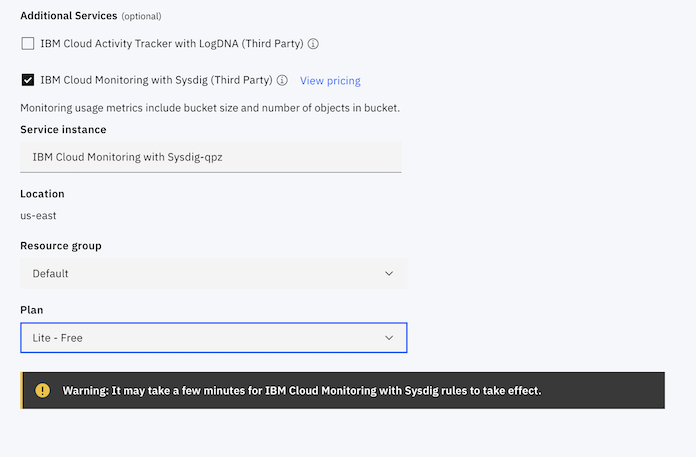 Additional Services (optional)
IBM Cloud Activity Tracker with LogDNA (Third Party)
IBM Cloud Monitoring with Sysdig (Third Party) View pricing
Monitoring usage metrics include bucket size and number of objects in bucket.
Service instance
IBM Cloud Monitoring with Sysdig-qpz
Location
us-east
Resource group
Default
Plan
Lite - Free
Warning: It may take a few minutes for IBM Cloud Monitoring with Sysdig rules to take effect.